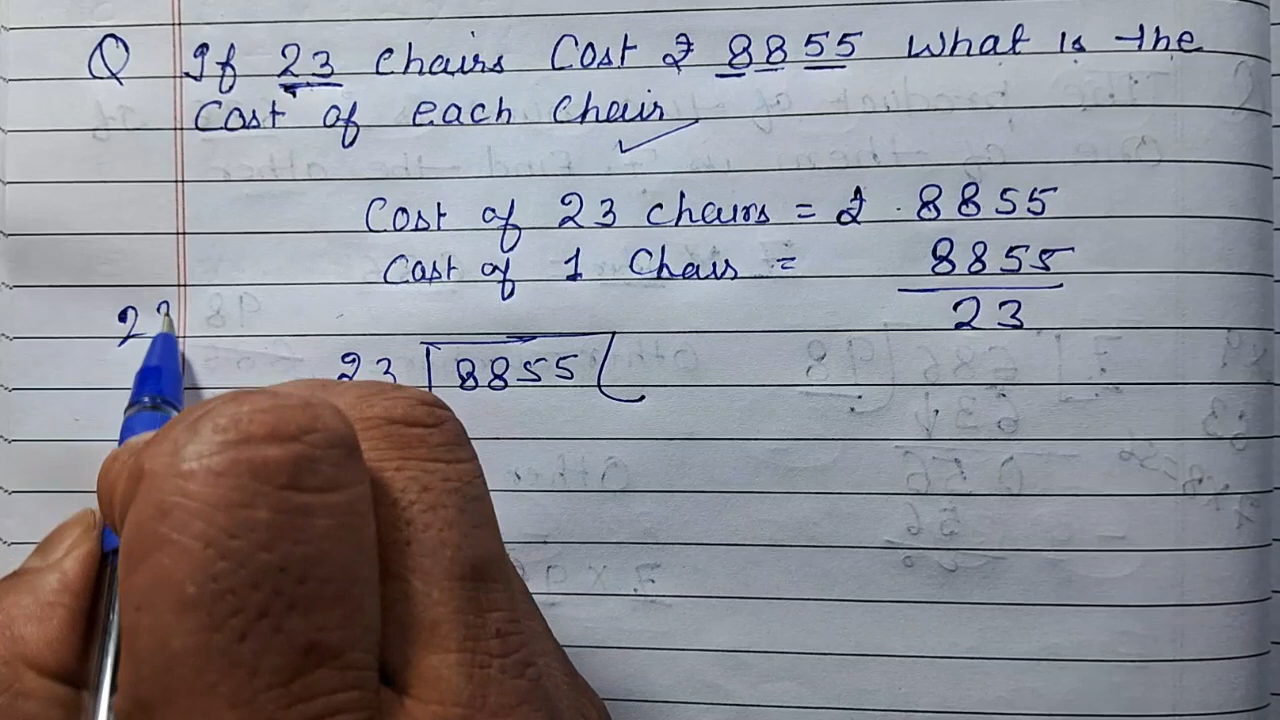 Q If 23 chairs Cost ₹ 8855 What is the
Cost of each Chair
Cost of 23 chairs = ₹ 8855
Cost of 1 Chair = 8855
23
23
23 8855